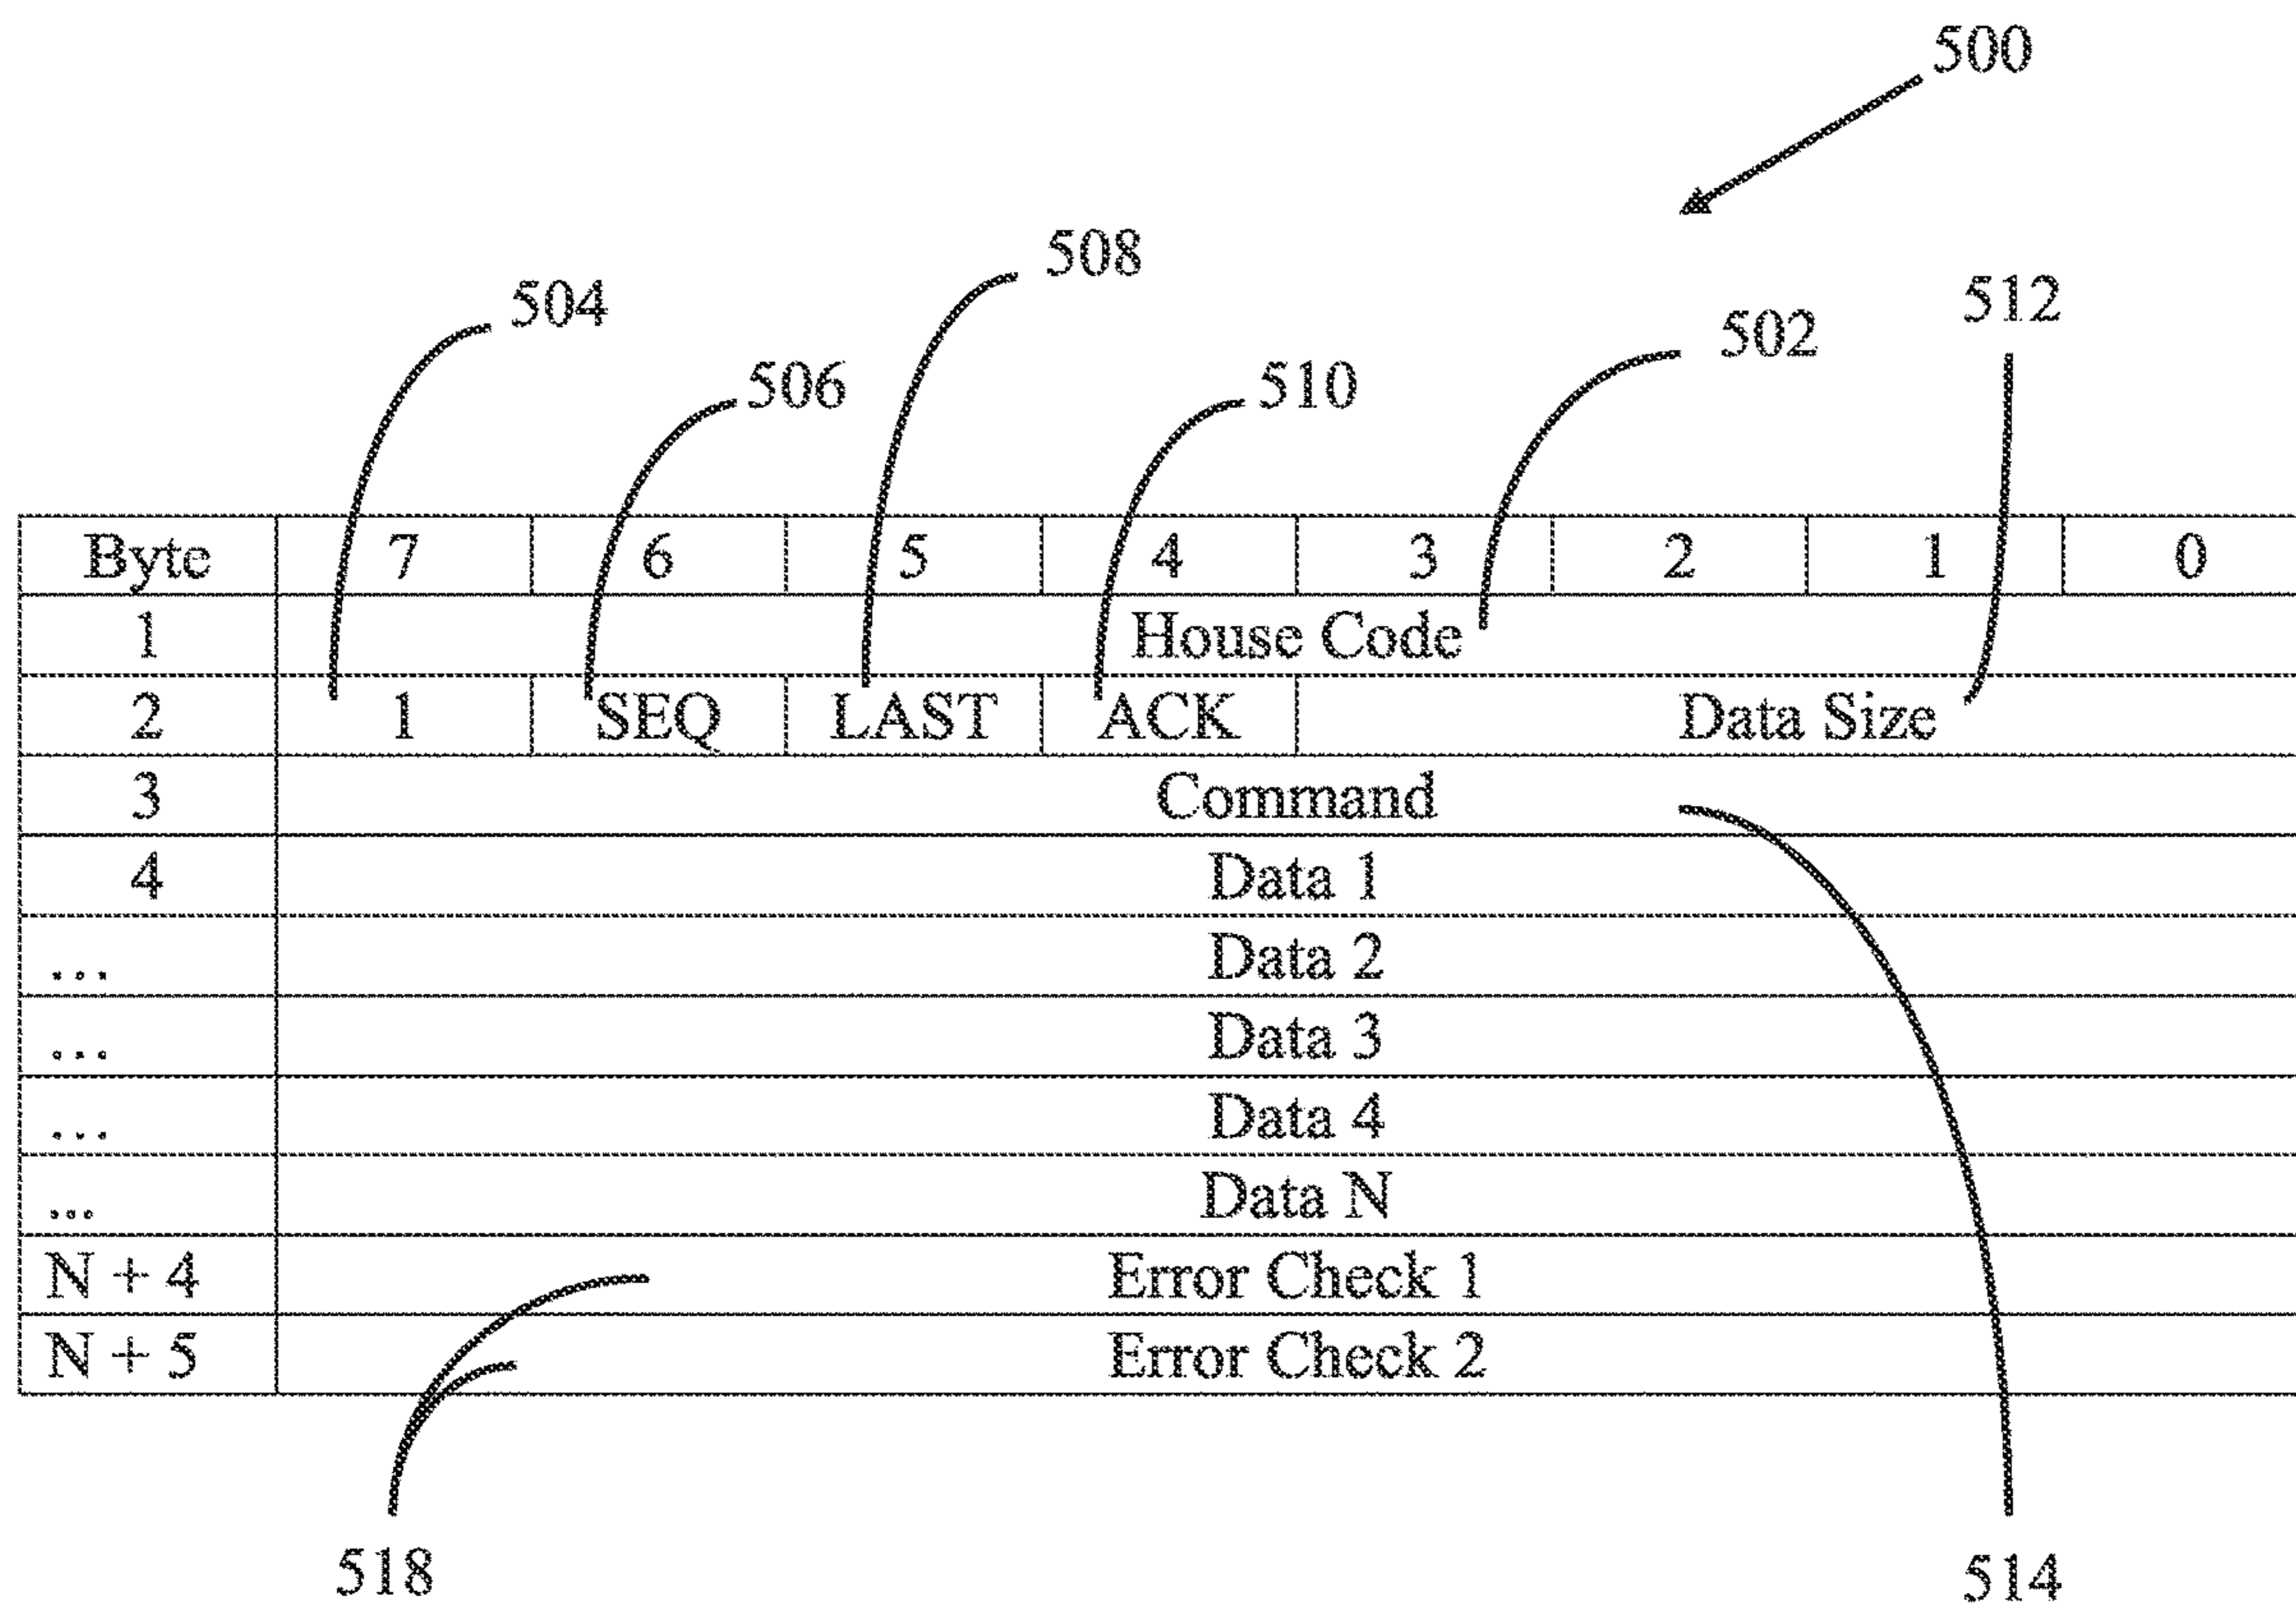 500
508
504
512
502
506
510
Byte 7 6 5 4 3 2 1 0
1 House Code
2 1 SEQ LAST ACK Data Size
3 Command
4 Data 1
... Data 2
... Data 3
... Data 4
... Data N
N + 4 Error Check 1
N + 5 Error Check 2
518
514